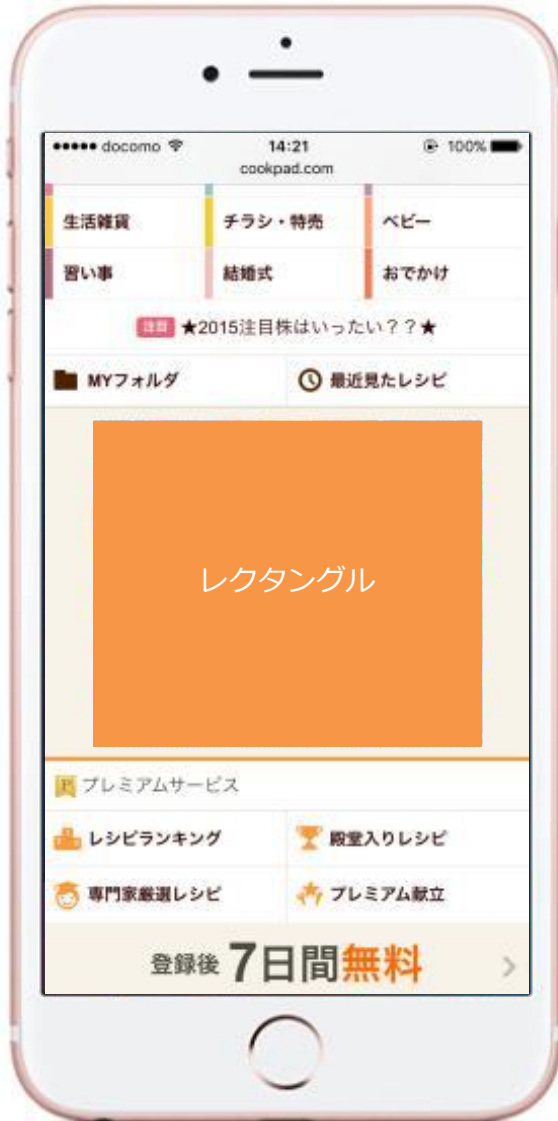 docomo 14:21 100%
cookpad.com
生活雑貨 チラシ・特売 ベビー
習い事 結婚式 おでかけ
注目 ★2015注目株はいったい??★
MYフォルダ 最近見たレシピ
レクタングル
プレミアムサービス
レシピランキング 殿堂入りレシピ
専門家厳選レシピ プレミアム献立
登録後7日間無料